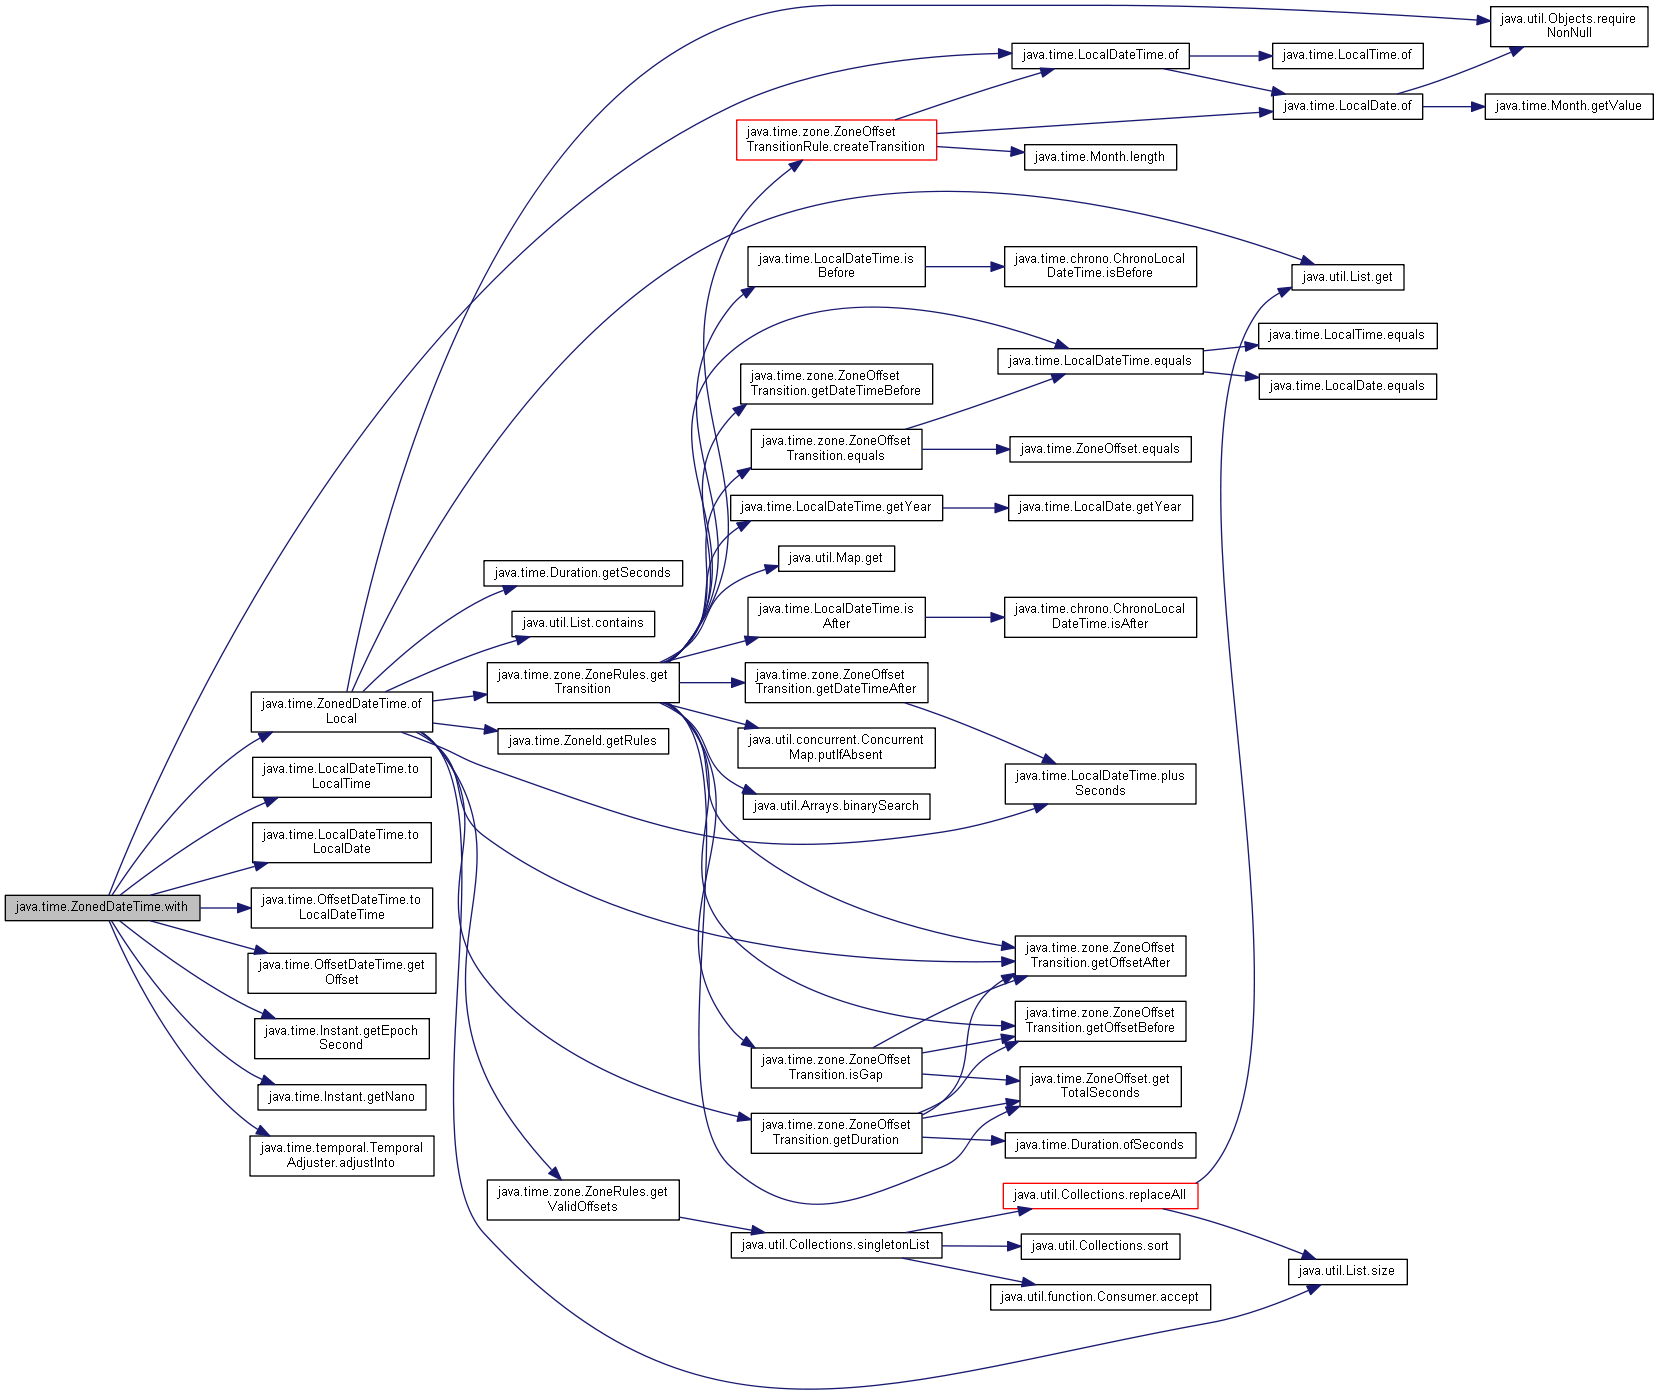 java.time.ZonedDateTime.with
java.time.ZonedDateTime.of
Local
java.time.LocalDateTime.to
LocalTime
java.time.LocalDateTime.to
LocalDate
java.time.OffsetDateTime.to
LocalDateTime
java.time.OffsetDateTime.get
Offset
java.time.Instant.getEpoch
Second
java.time.Instant.getNano
java.time.temporal.Temporal
Adjuster.adjustInto
java.time.Duration.getSeconds
java.util.List.contains
java.time.zone.ZoneRules.get
Transition
java.time.ZoneId.getRules
java.time.zone.ZoneRules.get
ValidOffsets
java.time.zone.ZoneOffset
TransitionRule.createTransition
java.time.LocalDateTime.is
Before
java.time.zone.ZoneOffset
Transition.getDateTimeBefore
java.time.zone.ZoneOffset
Transition.equals
java.time.LocalDateTime.getYear
java.util.Map.get
java.time.LocalDateTime.is
After
java.time.zone.ZoneOffset
Transition.getDateTimeAfter
java.util.concurrent.Concurrent
Map.putIfAbsent
java.util.Arrays.binarySearch
java.time.zone.ZoneOffset
Transition.isGap
java.time.zone.ZoneOffset
Transition.getDuration
java.util.Collections.singletonList
java.time.LocalDateTime.of
java.time.Month.length
java.time.chrono.ChronoLocal
DateTime.isBefore
java.time.LocalDateTime.equals
java.time.ZoneOffset.equals
java.time.LocalDate.getYear
java.time.chrono.ChronoLocal
DateTime.isAfter
java.time.LocalDateTime.plus
Seconds
java.time.zone.ZoneOffset
Transition.getOffsetAfter
java.time.zone.ZoneOffset
Transition.getOffsetBefore
java.time.ZoneOffset.get
TotalSeconds
java.time.Duration.ofSeconds
java.util.Collections.replaceAll
java.util.Collections.sort
java.util.function.Consumer.accept
java.time.LocalTime.of
java.time.LocalDate.of
java.util.List.get
java.time.LocalTime.equals
java.time.LocalDate.equals
java.util.List.size
java.util.Objects.require
NonNull
java.time.Month.getValue